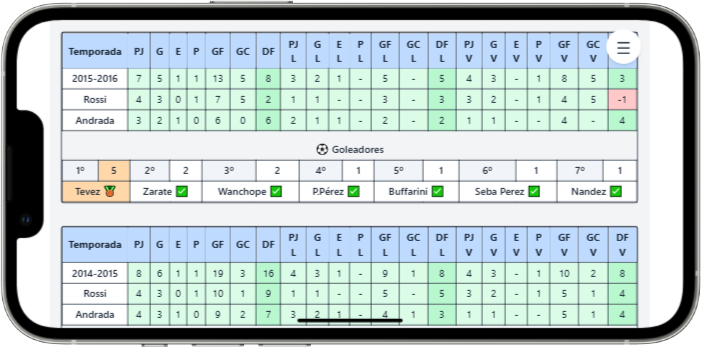 Temporada PJ G E P GF GC DF PJ L G L E L P L GF L GC L DF L PJ V G V E V P V GF V GC V
2015-2016 7 5 1 1 13 5 8 3 2 1 - 5 - 5 4 3 - 1 8 5 3
Rossi 4 3 0 1 7 5 2 1 1 - - 3 - 3 3 2 - 1 4 5 -1
Andrada 3 2 1 0 6 0 6 2 1 1 - 2 - 2 1 1 - - 4 - 4
Goleadores
1º 5 2º 2 3º 2 4º 1 5º 1 6º 1 7º 1
Tevez Zarate ✅ Wanchope ✅ P.Pérez ✅ Buffarini ✅ Seba Perez ✅ Nandez ✅
Temporada PJ G E P GF GC DF PJ L G L E L P L GF L GC L DF L PJ V G V E V P V GF V GC V DF V
2014-2015 8 6 1 1 19 3 16 4 3 1 - 9 1 8 4 3 - 1 10 2 8
Rossi 4 3 0 1 10 1 9 1 1 - - 5 - 5 3 2 - 1 5 1 4
Andrada 4 3 1 0 9 2 7 3 2 1 - 4 1 3 1 1 - - 5 1 4